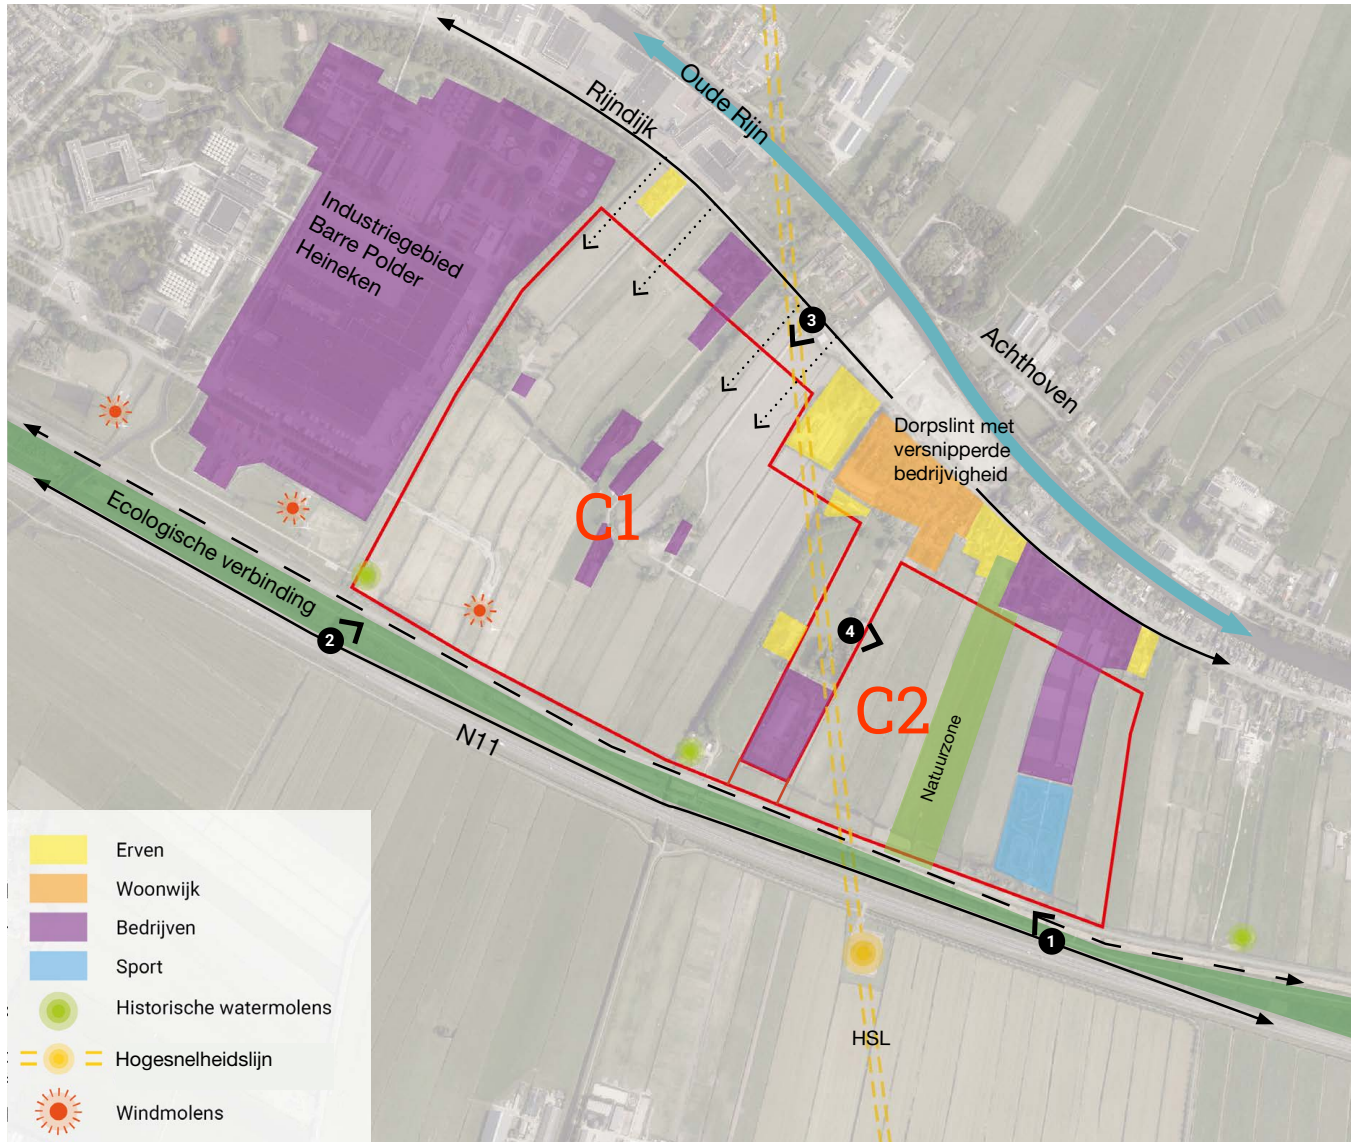 Oude Rijn
Rijndijk
Industriegebied
Barre Polder
Heineken
3
Achthoven
Dorpslint met
versnipperde
bedrijvigheid
C1
Ecologische verbinding
2
4
C2
Natuurzone
N11
1
HSL
Erven
Woonwijk
Bedrijven
Sport
Historische watermolens
Hogesnelheidslijn
Windmolens